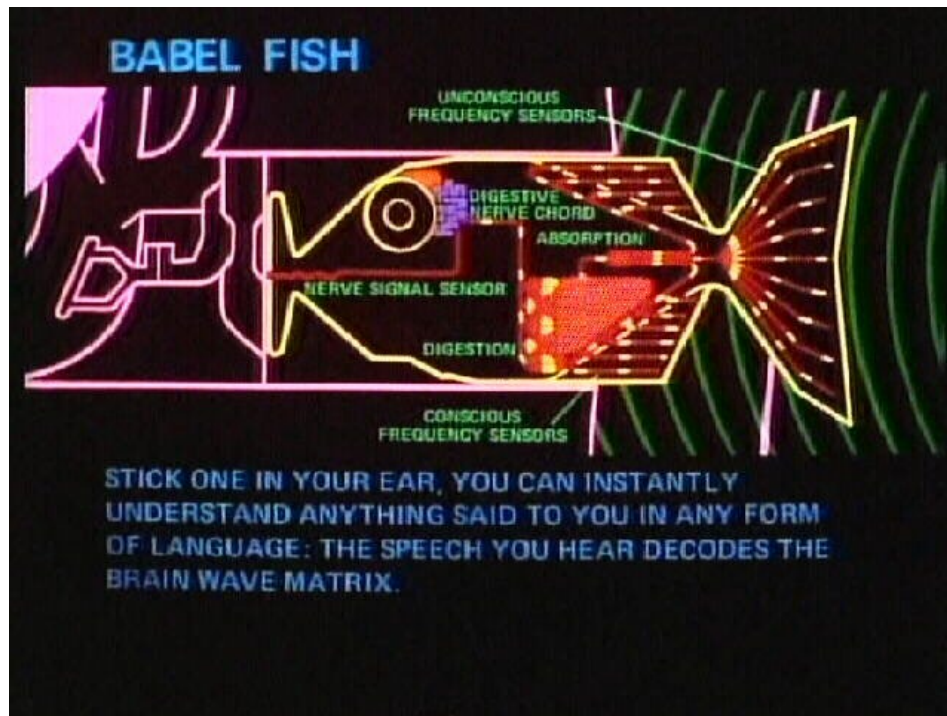 BABEL FISH
UNCONSCIOUS
FREQUENCY SENSORS
DIGESTIVE
NERVE CHORD
ABSORPTION
NERVE SIGNAL SENSOR
DIGESTION
CONSCIOUS
FREQUENCY SENSORS
STICK ONE IN YOUR EAR, YOU CAN INSTANTLY
UNDERSTAND ANYTHING SAID TO YOU IN ANY FORM
OF LANGUAGE: THE SPEECH YOU HEAR DECODES THE
BRAIN WAVE MATRIX.